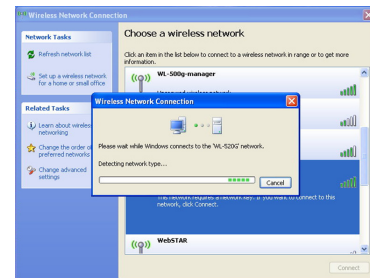 Wireless Network Connection
Network Tasks
Refresh network list
Set up a wireless network
for a home or small office
Related Tasks
Learn about wireless
networking
Change the order of
preferred networks
Change advanced
settings
Choose a wireless network
Click an item in the list below to connect to a wireless network in range or to get more
information.
WL-500g-manager
Wireless Network Connection
Please wait while Windows connects to the 'WL-520G' network.
Detecting network type...
Cancel
This network requires a network key. If you want to connect to this
network, click Connect.
WebSTAR
Connect